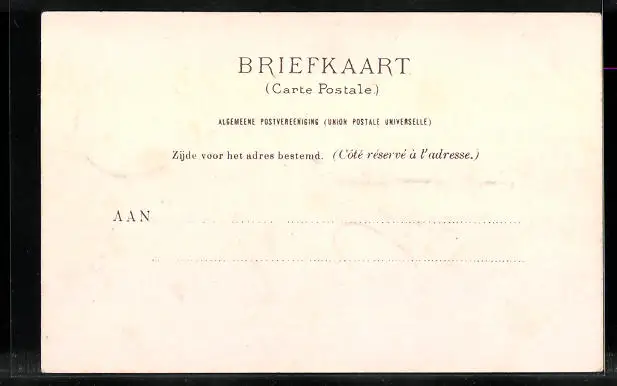 BRIEFKAART
(Carte Postale.)
ALGEMEENE POSTVEREENIGING (UNION POSTALE UNIVERSELLE)
Zijde voor het adres bestemd. (Côté réservé à l'adresse.)
AAN